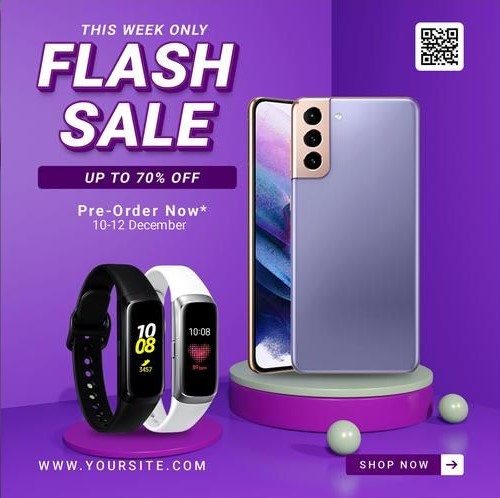 THIS WEEK ONLY
FLASH
SALE
UP TO 70% OFF
Pre-Order Now*
10-12 December
10
08
3457
10:08
89bpm
WWW.YOURSITE.COM
SHOP NOW